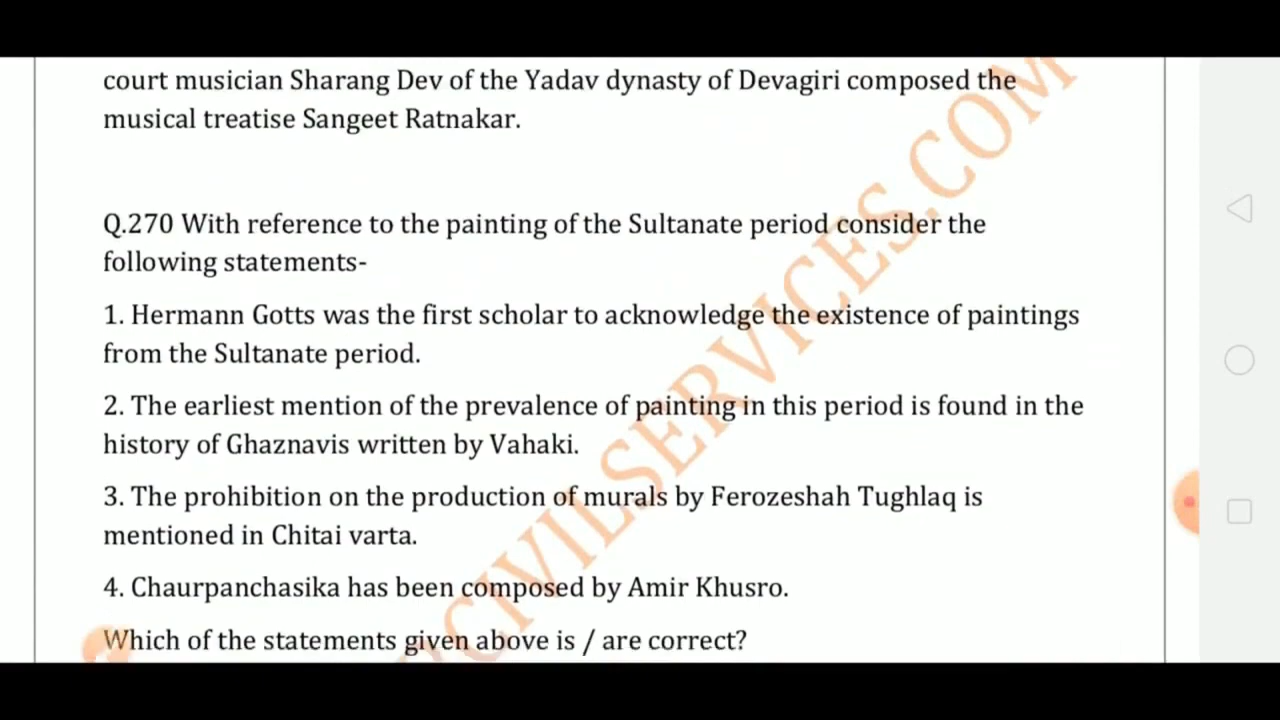 court musician Sharang Dev of the Yadav dynasty of Devagiri composed the
musical treatise Sangeet Ratnakar.
Q.270 With reference to the painting of the Sultanate period consider the
following statements-
1. Hermann Gotts was the first scholar to acknowledge the existence of paintings
from the Sultanate period.
2. The earliest mention of the prevalence of painting in this period is found in the
history of Ghaznavis written by Vahaki.
3. The prohibition on the production of murals by Ferozeshah Tughlaq is
mentioned in Chitai varta.
4. Chaurpanchasika has been composed by Amir Khusro.
Which of the statements given above is / are correct?
YCIVILSERVICES.COM